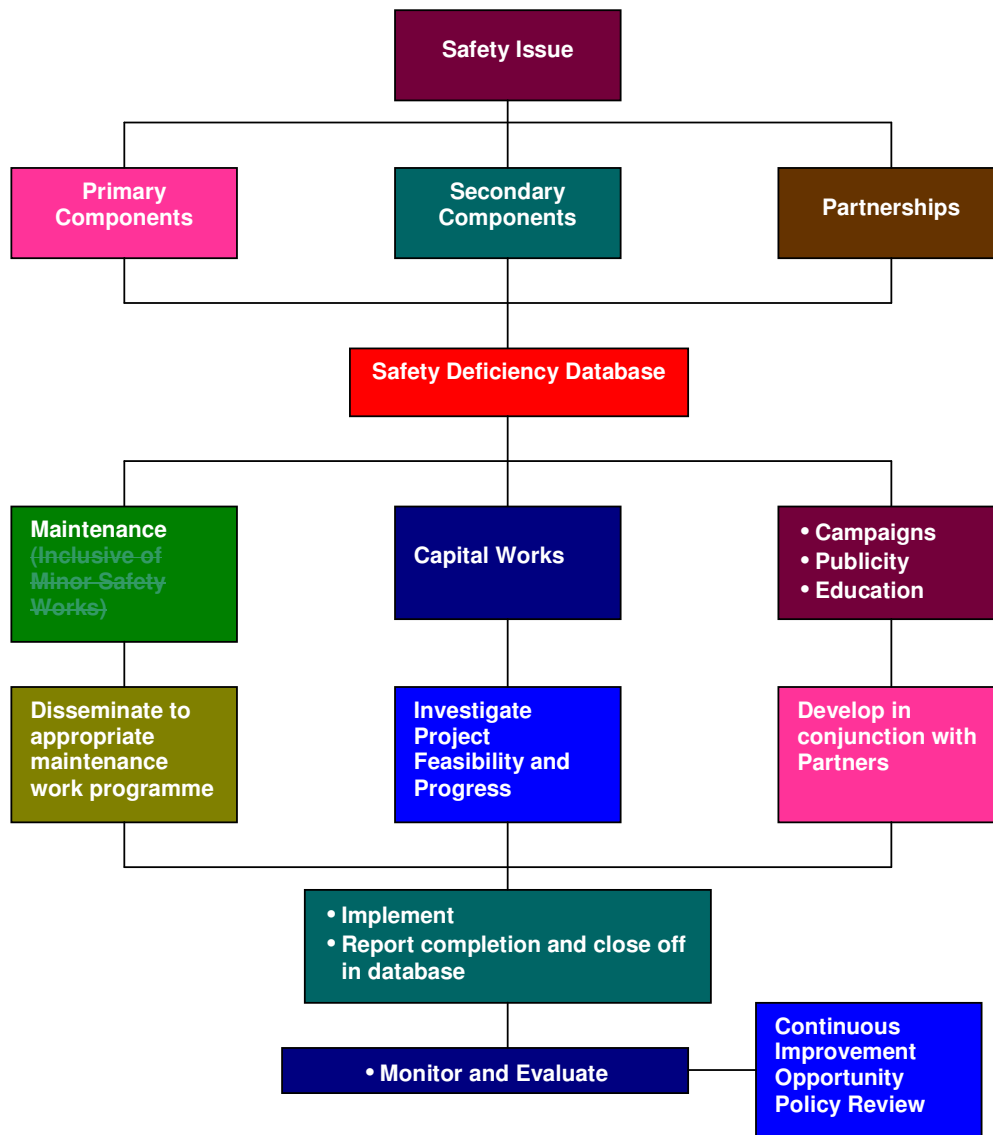 Safety Issue
Primary
Components
Secondary
Components
Partnerships
Safety Deficiency Database
Maintenance
(Inclusive of
Minor Safety
Works)
Capital Works
• Campaigns
• Publicity
• Education
Disseminate to
appropriate
maintenance
work programme
Investigate
Project
Feasibility and
Progress
Develop in
conjunction with
Partners
• Implement
• Report completion and close off
in database
• Monitor and Evaluate
Continuous
Improvement
Opportunity
Policy Review